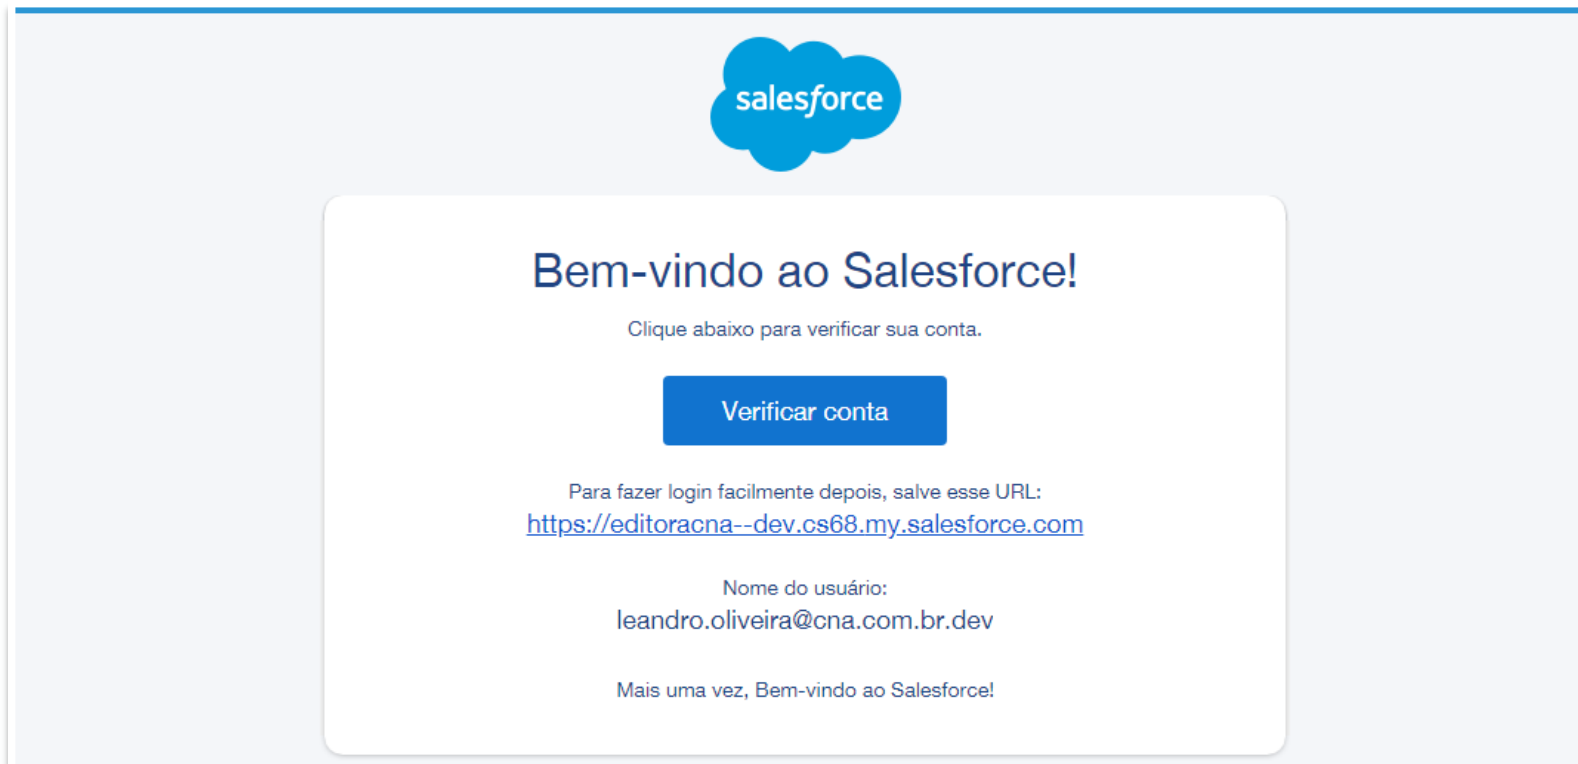 salesforce
Bem-vindo ao Salesforce!
Clique abaixo para verificar sua conta.
Verificar conta
Para fazer login facilmente depois, salve esse URL:
https://editoracna--dev.cs68.my.salesforce.com
Nome do usuário:
leandro.oliveira@cna.com.br.dev
Mais uma vez, Bem-vindo ao Salesforce!